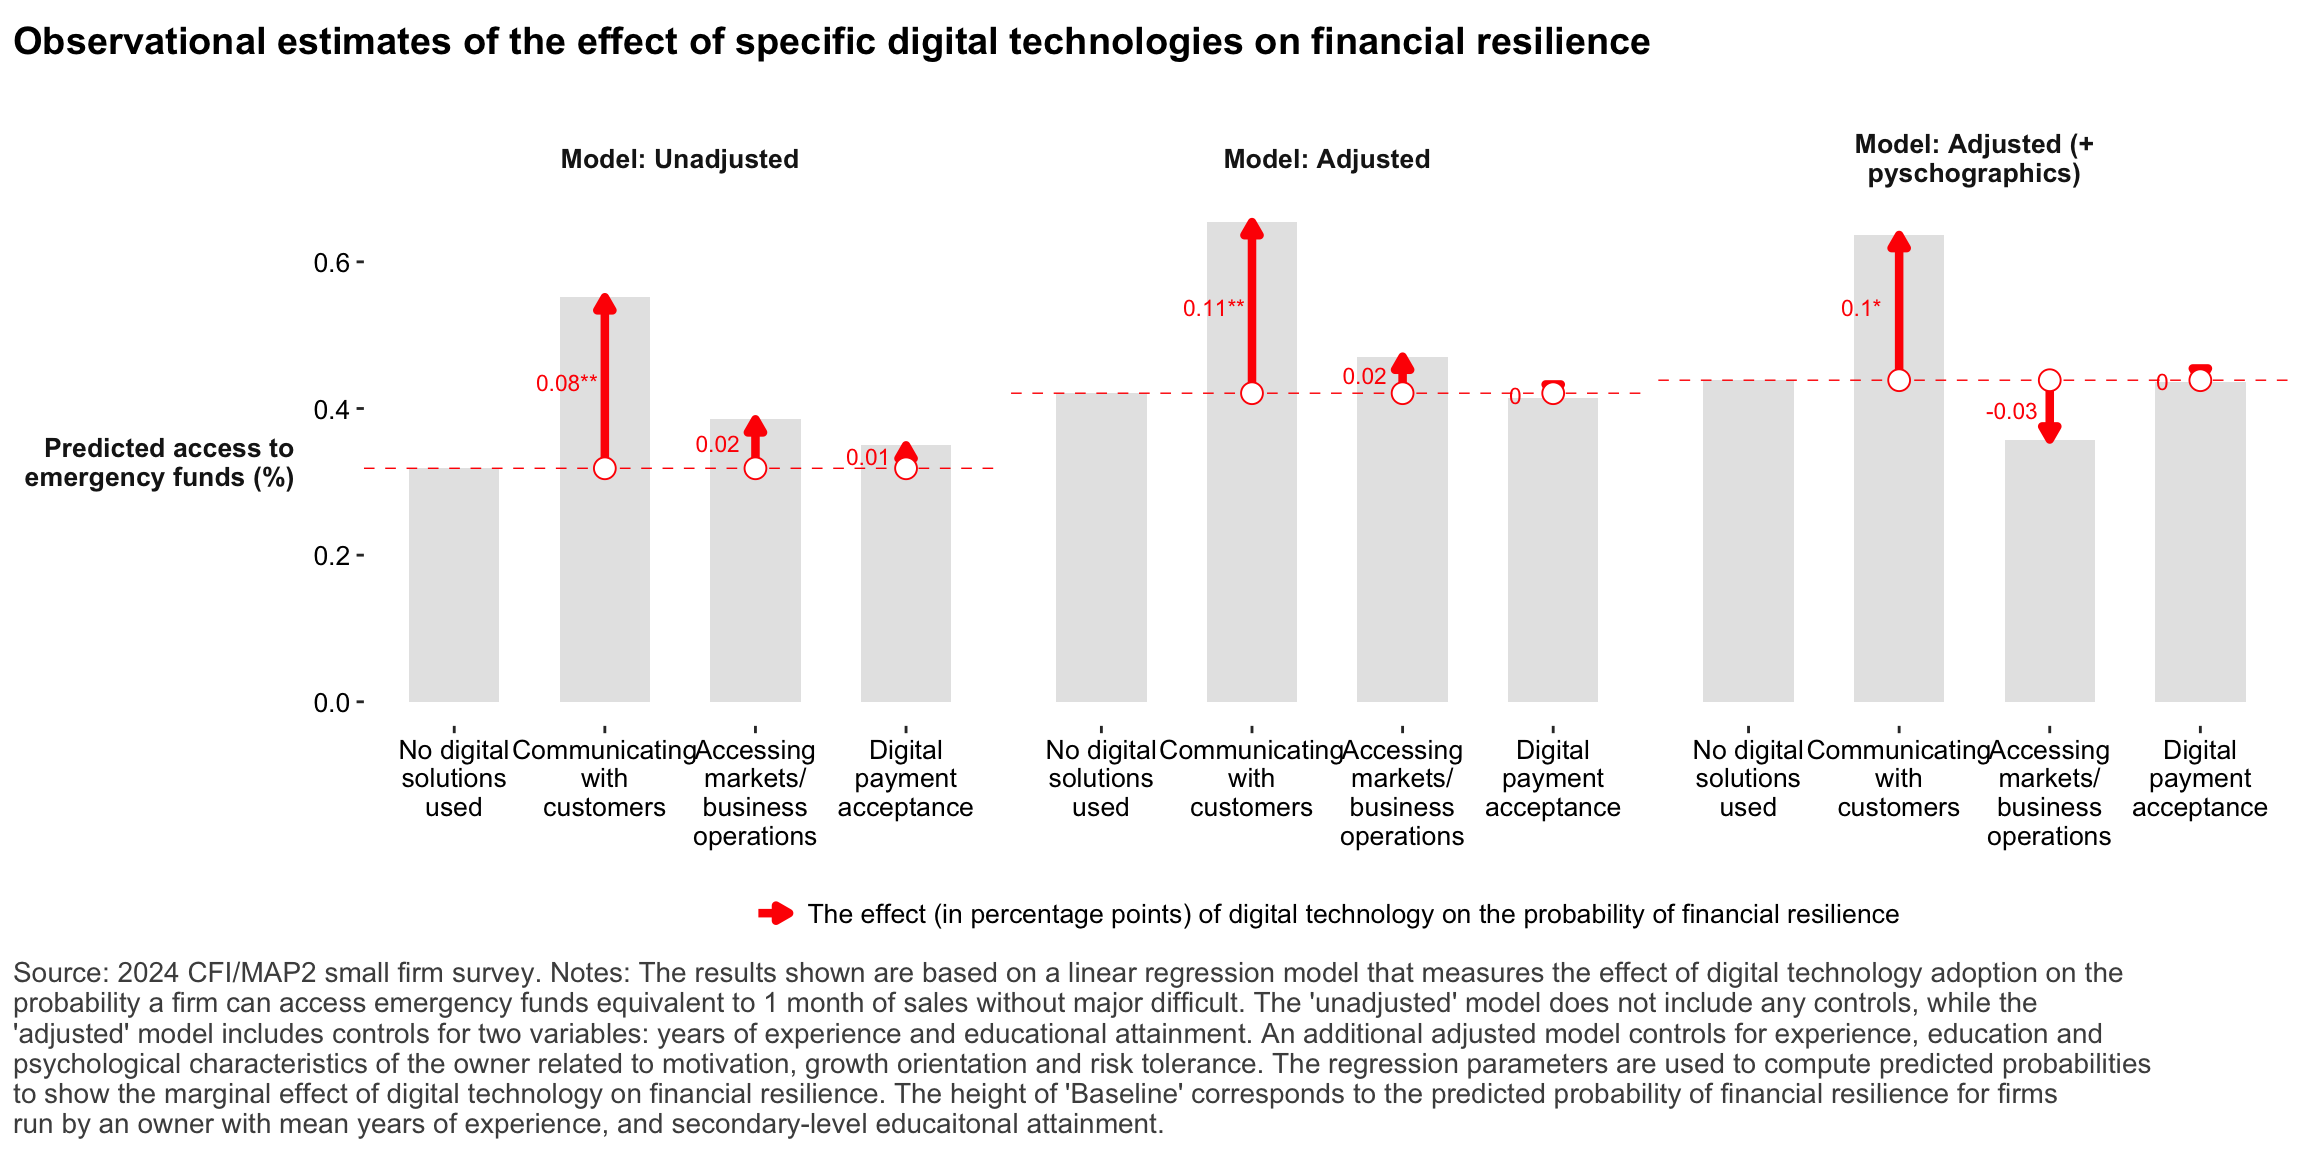 Observational estimates of the effect of specific digital technologies on financial resilience
Model: Unadjusted
Model: Adjusted
Model: Adjusted (+
pyschographics)
Predicted access to
emergency funds (%)
0.6
0.4
0.2
0.0
0.08**
0.02
0.01
0.11**
0.02
0
0.1*
-0.03
0
No digital
solutions
used
Communicating
with
customers
Accessing
markets/
business
operations
Digital
payment
acceptance
No digital
solutions
used
Communicating
with
customers
Accessing
markets/
business
operations
Digital
payment
acceptance
No digital
solutions
used
Communicating
with
customers
Accessing
markets/
business
operations
Digital
payment
acceptance
The effect (in percentage points) of digital technology on the probability of financial resilience
Source: 2024 CFI/MAP2 small firm survey. Notes: The results shown are based on a linear regression model that measures the effect of digital technology adoption on the
probability a firm can access emergency funds equivalent to 1 month of sales without major difficult. The 'unadjusted' model does not include any controls, while the
'adjusted' model includes controls for two variables: years of experience and educational attainment. An additional adjusted model controls for experience, education and
psychological characteristics of the owner related to motivation, growth orientation and risk tolerance. The regression parameters are used to compute predicted probabilities
to show the marginal effect of digital technology on financial resilience. The height of 'Baseline' corresponds to the predicted probability of financial resilience for firms
run by an owner with mean years of experience, and secondary-level educaitonal attainment.